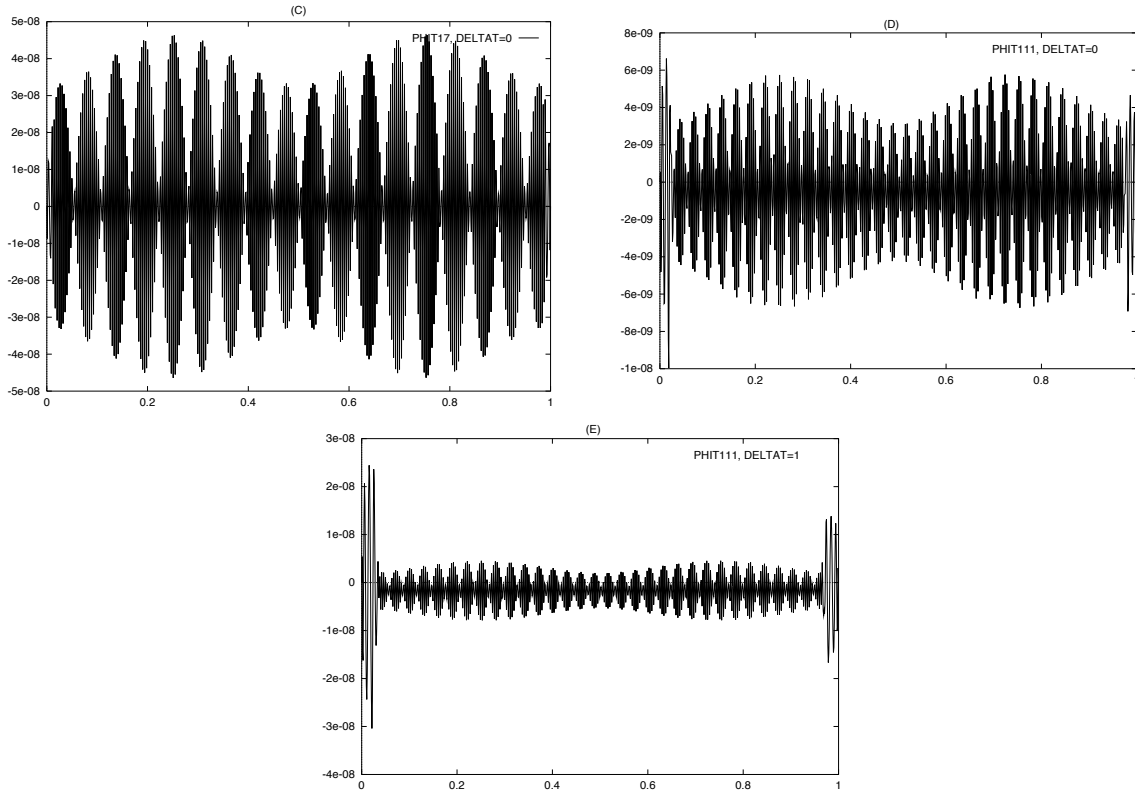 (C)
PHIT17, DELTAT=0
5e-08
4e-08
3e-08
2e-08
1e-08
0
-1e-08
-2e-08
-3e-08
-4e-08
-5e-08
0 0.2 0.4 0.6 0.8 1
(D)
PHIT111, DELTAT=0
8e-09
6e-09
4e-09
2e-09
0
-2e-09
-4e-09
-6e-09
-8e-09
-1e-08
0 0.2 0.4 0.6 0.8 1
(E)
PHIT111, DELTAT=1
3e-08
2e-08
1e-08
0
-1e-08
-2e-08
-3e-08
-4e-08
0 0.2 0.4 0.6 0.8 1